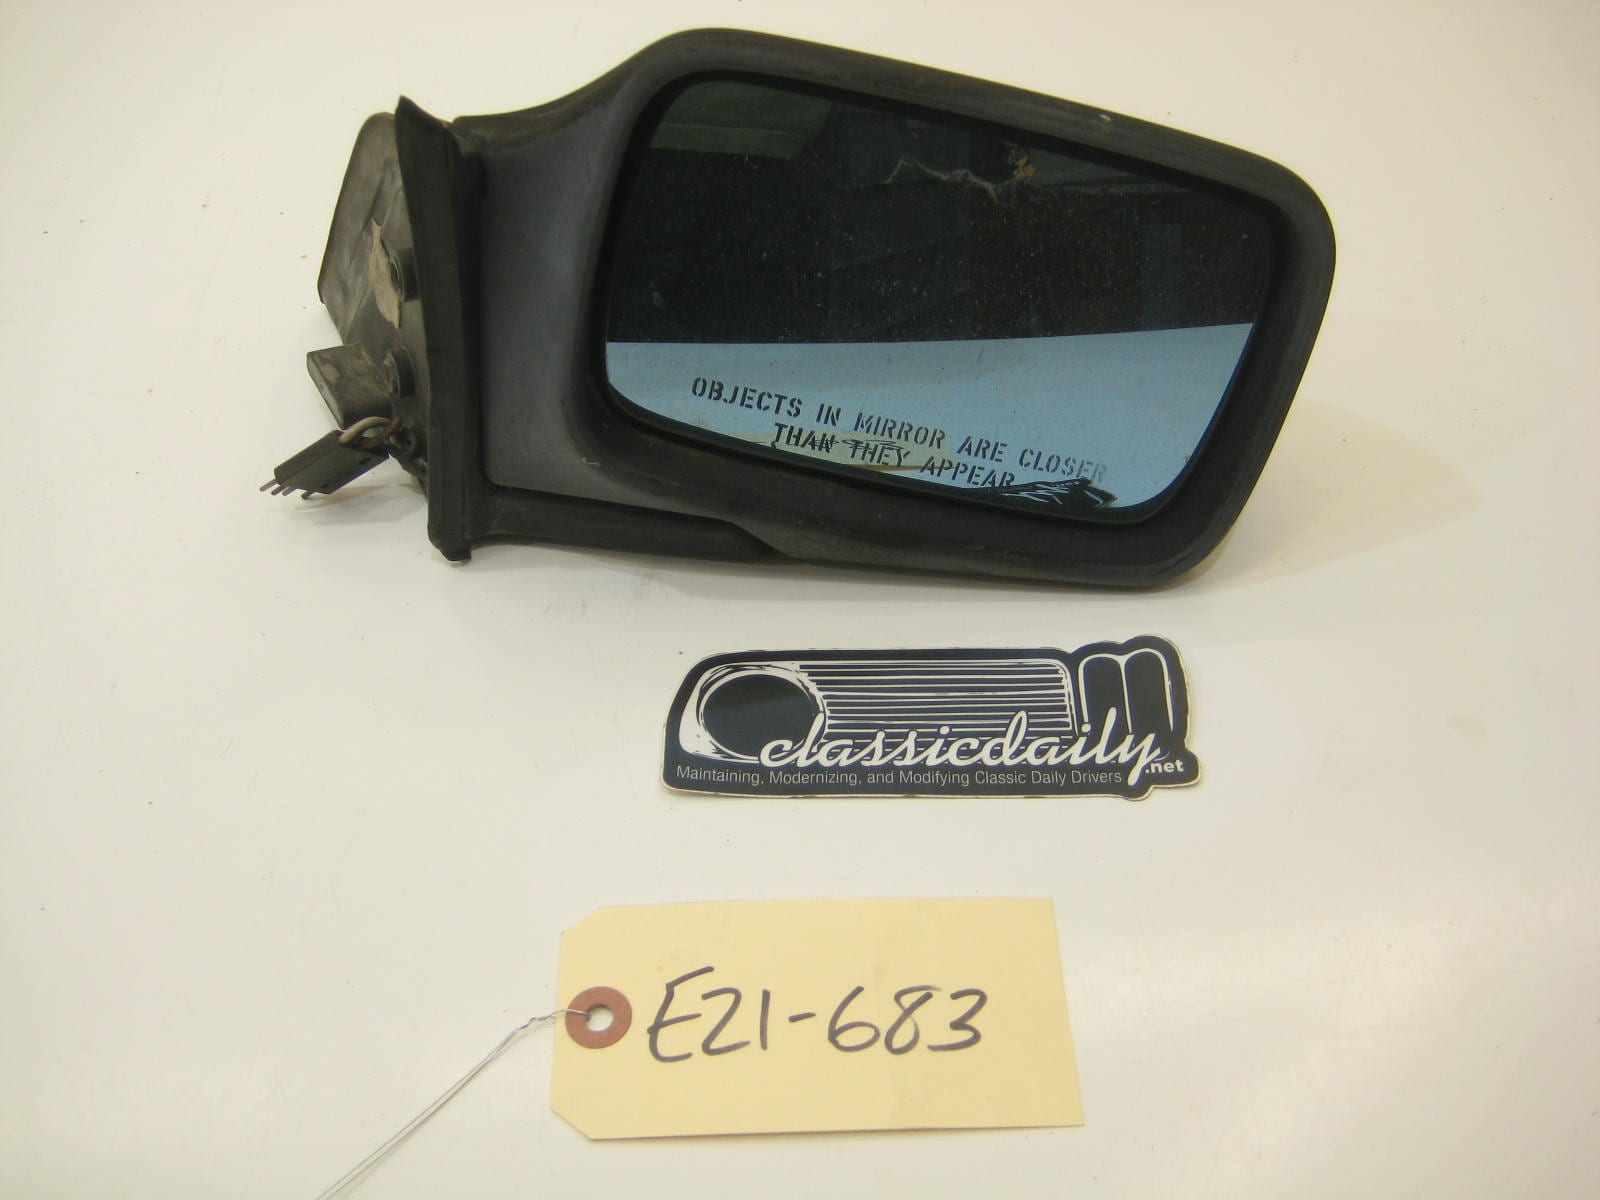 OBJECTS IN MIRROR ARE CLOSER
THAN THEY APPEAR
classicdaily.net
Maintaining, Modernizing, and Modifying Classic Daily Drivers
E21-683